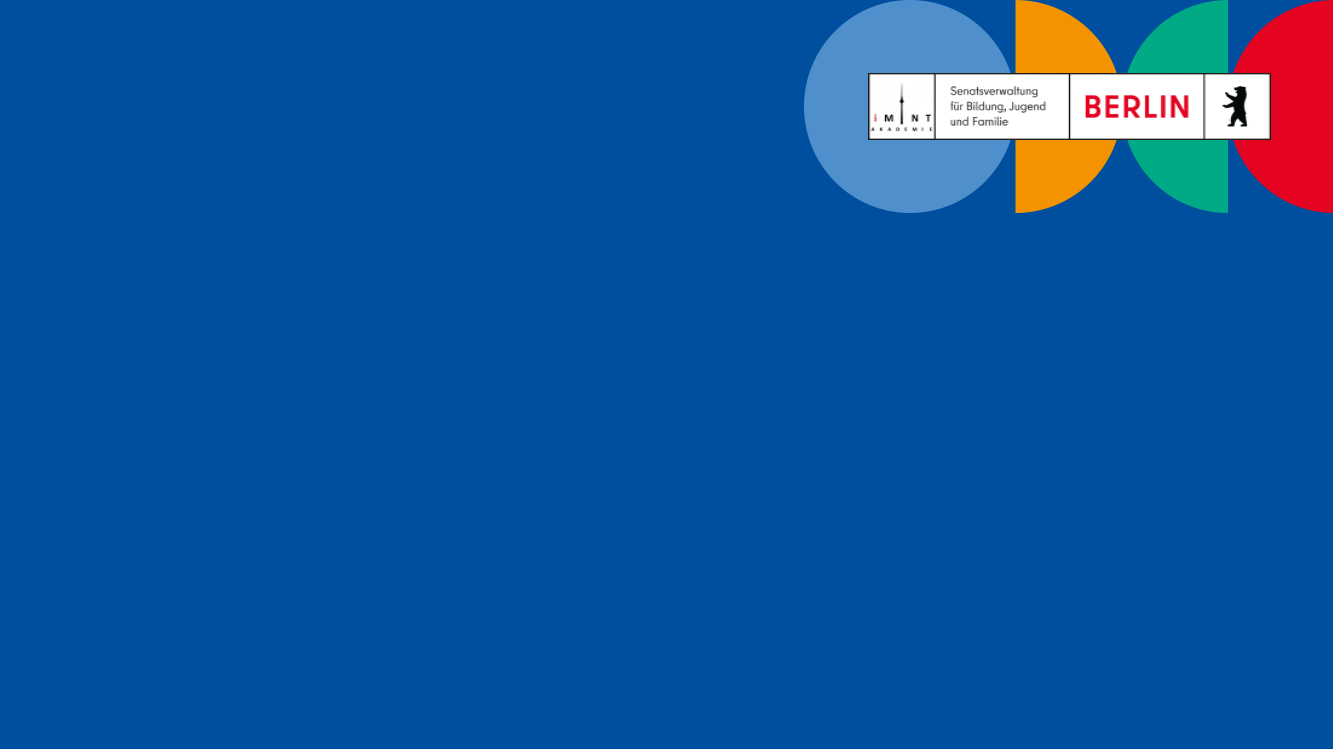 iMINT
AKADEMIE
Senatsverwaltung
für Bildung, Jugend
und Familie
BERLIN